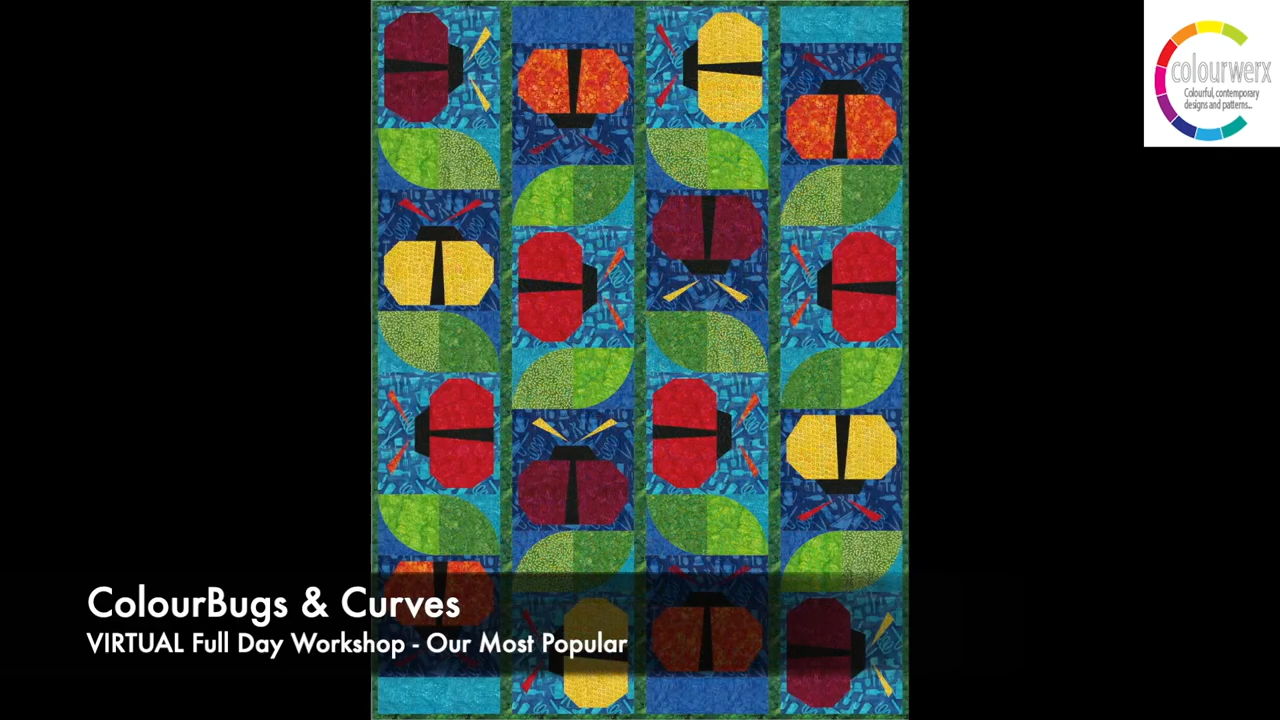 colourwerx
Colourful, contemporary
designs and patterns...
ColourBugs & Curves
VIRTUAL Full Day Workshop - Our Most Popular